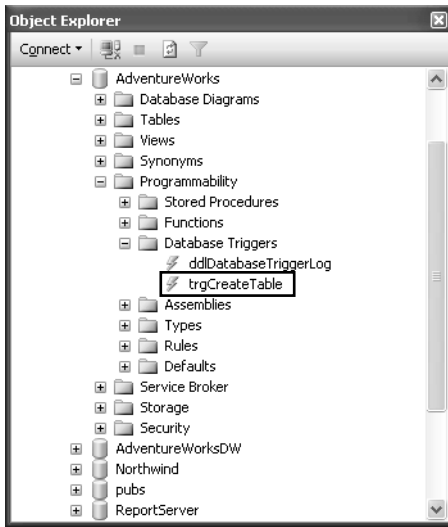 Object Explorer
Connect
AdventureWorks
Database Diagrams
Tables
Views
Synonyms
Programmability
Stored Procedures
Functions
Database Triggers
ddlDatabaseTriggerLog
trgCreateTable
Assemblies
Types
Rules
Defaults
Service Broker
Storage
Security
AdventureWorksDW
Northwind
pubs
ReportServer